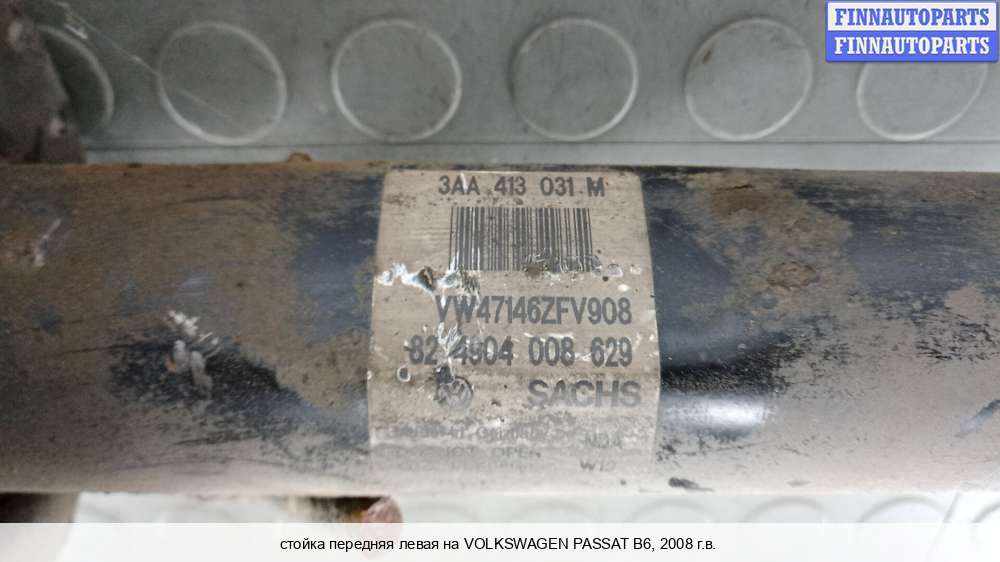 FINNAUTOPARTS
FINNAUTOPARTS
3AA 413 031 M
VW47146ZFV908
82 4904 008 629
SACHS
OPEN
стойка передняя левая на VOLKSWAGEN PASSAT B6, 2008 г.в.